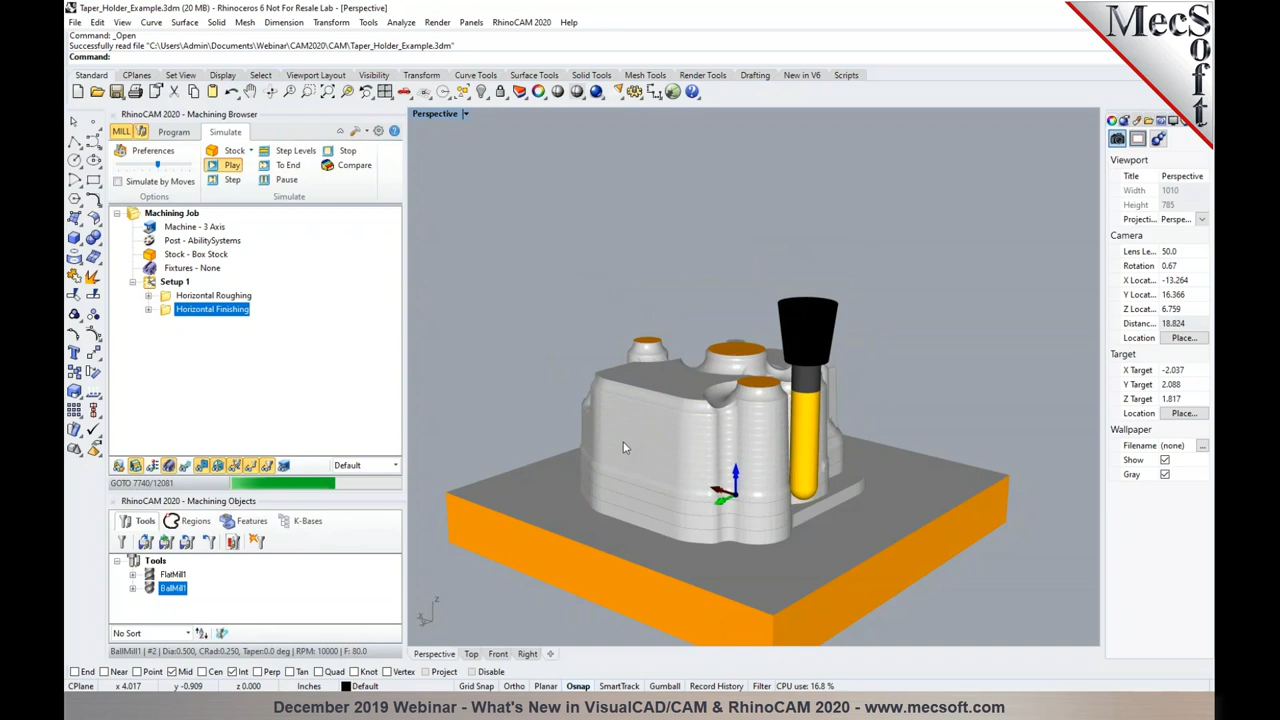 Taper_Holder_Example.3dm (20 MB) - Rhinoceros 6 Not For Resale Lab - [Perspective]
File Edit View Curve Surface Solid Mesh Dimension Transform Tools Analyze Render Panels RhinoCAM 2020 Help
Command: _Open
Successfully read file "C:\Users\Admin\Documents\Webinar\CAM2020\CAM\Taper_Holder_Example.3dm"
Command:
Standard CPlanes Set View Display Select Viewport Layout Visibility Transform Curve Tools Surface Tools Solid Tools Mesh Tools Render Tools Drafting New in V6 Scripts
MecSoft
RhinoCAM 2020 - Machining Browser
MILL Program Simulate
Preferences
Simulate by Moves
Options
Stock Step Levels Stop
Play To End Compare
Step Pause
Simulate
Machining Job
Machine - 3 Axis
Post - AbilitySystems
Stock - Box Stock
Fixtures - None
Setup 1
Horizontal Roughing
Horizontal Finishing
Default
GOTO 7740/12081
RhinoCAM 2020 - Machining Objects
Tools Regions Features K-Bases
Tools
FlatMill1
BallMill1
No Sort
BallMill1 | #2 | Dia:0.500, CRad:0.250, Taper:0.0 deg | RPM: 10000 | F: 80.0
Perspective
z
Perspective Top Front Right
Viewport
Title Perspective
Width 1010
Height 785
Projecti... Perspe...
Camera
Lens Le... 50.0
Rotation 0.67
X Locat... -13.264
Y Locat... 16.366
Z Locat... 6.759
Distanc... 18.824
Location Place...
Target
X Target -2.037
Y Target 2.088
Z Target 1.817
Location Place...
Wallpaper
Filename (none) ...
Show
Gray
End Near Point Mid Cen Int Perp Tan Quad Knot Vertex Project Disable
CPlane x 4.017 y -0.909 z 0.000 Inches Default Grid Snap Ortho Planar Osnap SmartTrack Gumball Record History Filter CPU use: 16.8 %
December 2019 Webinar - What's New in VisualCAD/CAM & RhinoCAM 2020 - www.mecsoft.com